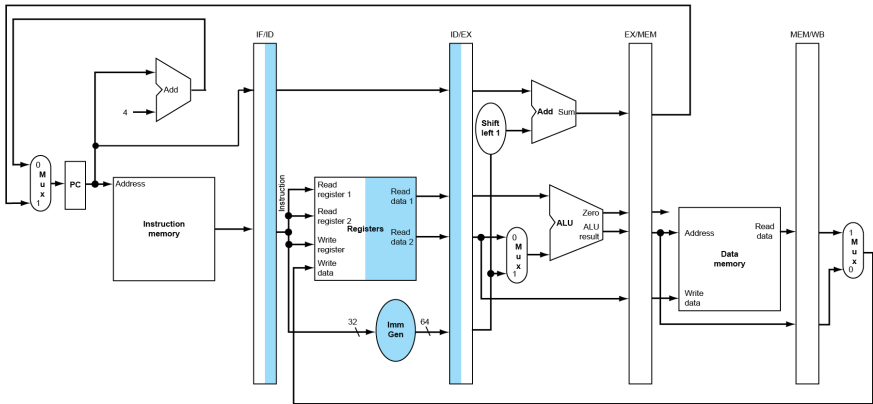 IF/ID
ID/EX
EX/MEM
MEM/WB
Add
4
Add Sum
Shift
left 1
0
M
u
x
1
PC
Address
Instruction
memory
Instruction
Read
register 1
Read
register 2
Write
register
Write
data
Registers
Read
data 1
Read
data 2
0
M
u
x
1
ALU
Zero
ALU
result
Address
Read
data
Data
memory
Write
data
1
M
u
x
0
32
Imm
Gen
64